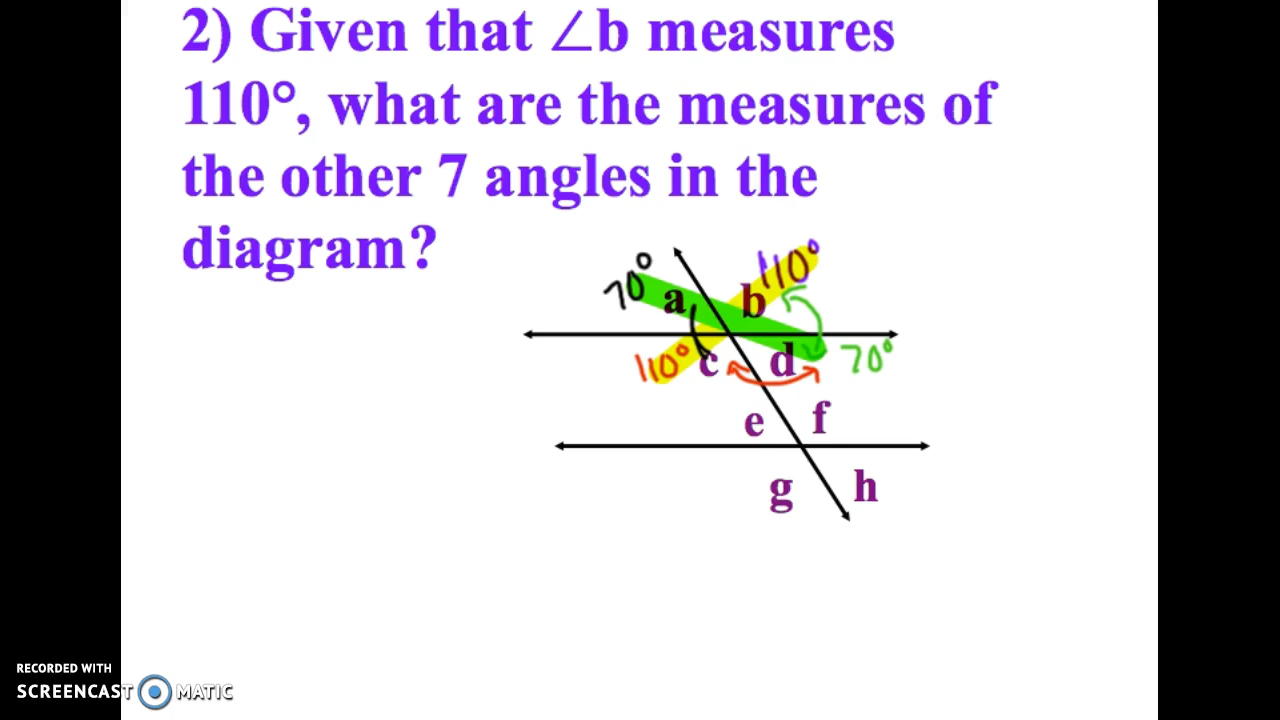 2) Given that ∠b measures
110°, what are the measures of
the other 7 angles in the
diagram?
70° a b 110°
110° c d 70°
e f
g h
RECORDED WITH
SCREENCAST MATIC